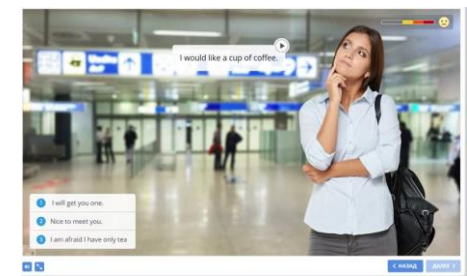 I would like a cup of coffee.
1 I will get you one.
2 Nice to meet you.
3 I am afraid I have only tea
< НАЗАД
ДАЛЕЕ >